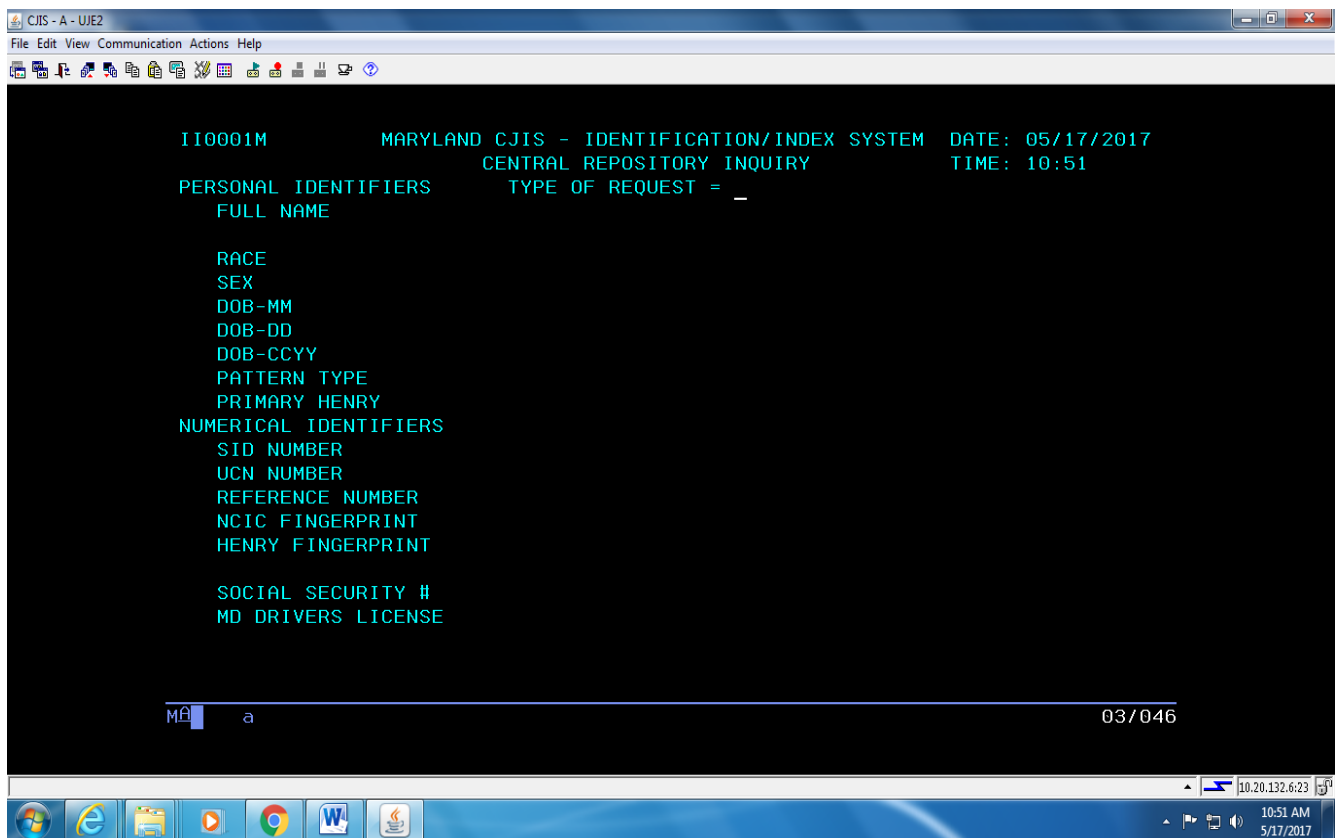 CJIS - A - UJE2
File Edit View Communication Actions Help
II0001M MARYLAND CJIS - IDENTIFICATION/INDEX SYSTEM DATE: 05/17/2017
CENTRAL REPOSITORY INQUIRY TIME: 10:51
PERSONAL IDENTIFIERS TYPE OF REQUEST = _
FULL NAME
RACE
SEX
DOB-MM
DOB-DD
DOB-CCYY
PATTERN TYPE
PRIMARY HENRY
NUMERICAL IDENTIFIERS
SID NUMBER
UCN NUMBER
REFERENCE NUMBER
NCIC FINGERPRINT
HENRY FINGERPRINT
SOCIAL SECURITY #
MD DRIVERS LICENSE
MA a 03/046
10.20.132.6:23
10:51 AM
5/17/2017